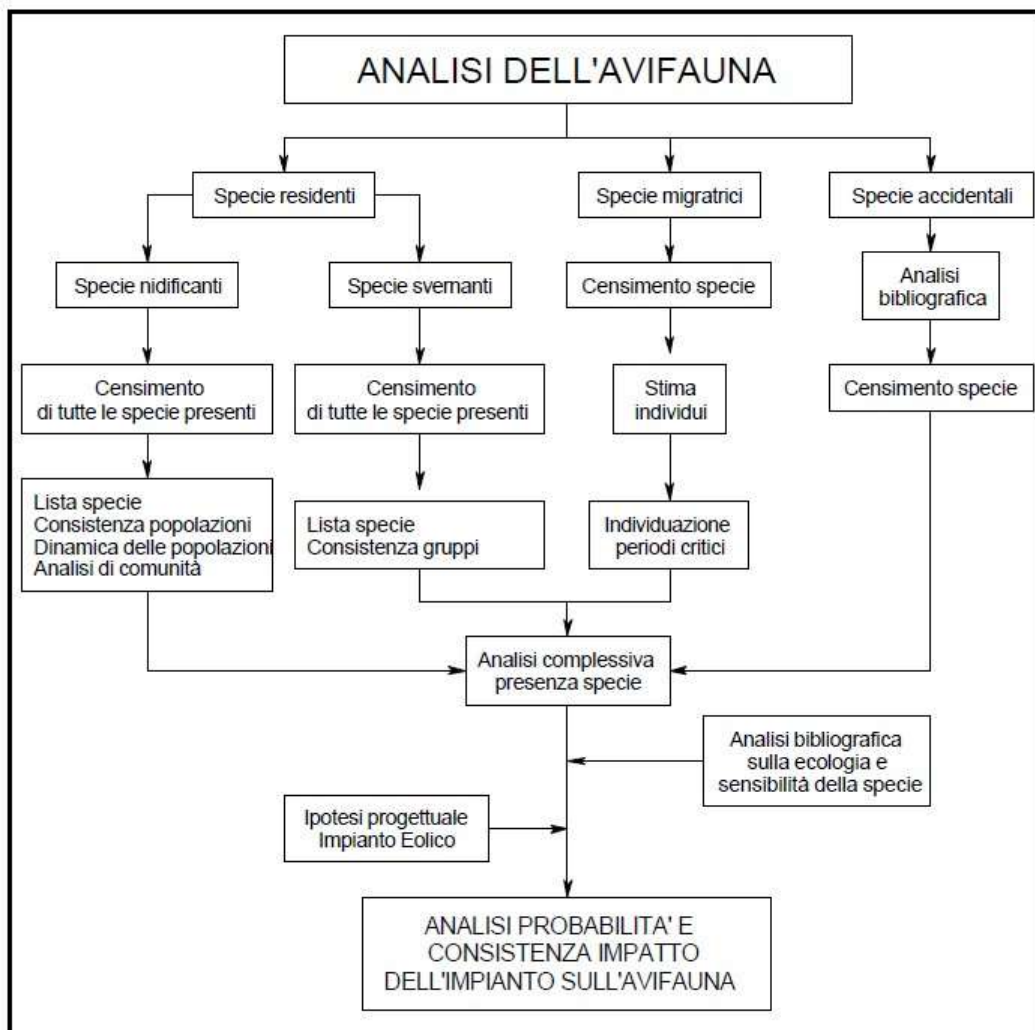 ANALISI DELL'AVIFAUNA
Specie residenti
Specie migratrici
Specie accidentali
Specie nidificanti
Specie svernanti
Censimento specie
Analisi
bibliografica
Censimento
di tutte le specie presenti
Censimento
di tutte le specie presenti
Stima
individui
Censimento specie
Lista specie
Consistenza popolazioni
Dinamica delle popolazioni
Analisi di comunità
Lista specie
Consistenza gruppi
Individuazione
periodi critici
Analisi complessiva
presenza specie
Analisi bibliografica
sulla ecologia e
sensibilità della specie
Ipotesi progettuale
Impianto Eolico
ANALISI PROBABILITA' E
CONSISTENZA IMPATTO
DELL'IMPIANTO SULL'AVIFAUNA